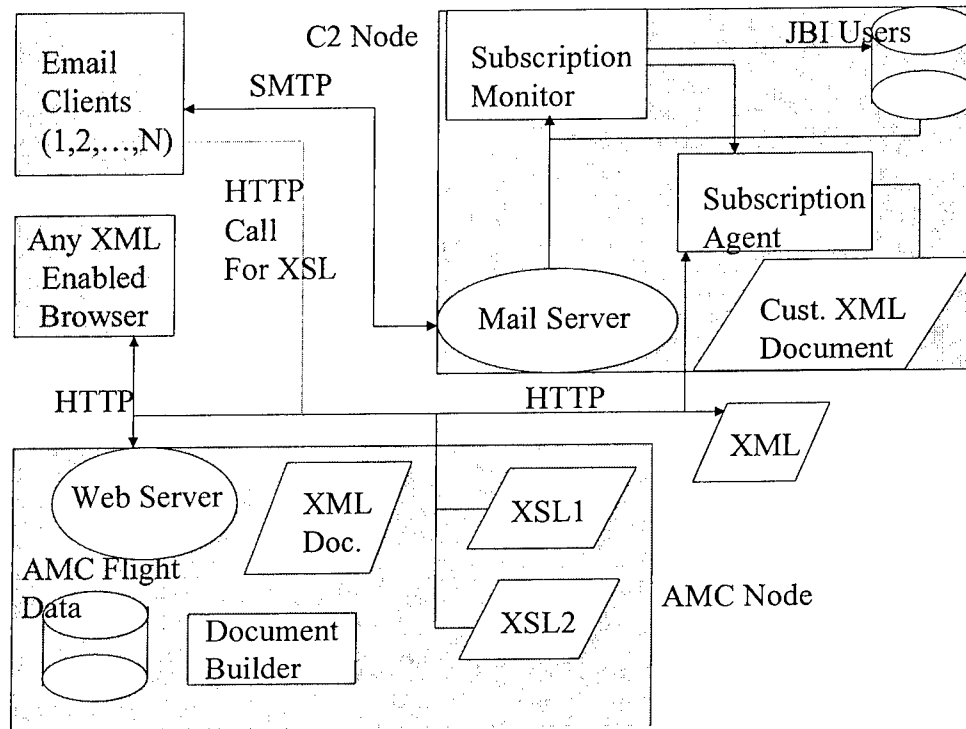 C2 Node
JBI Users
Email
Clients
(1,2,...,N)
SMTP
Subscription
Monitor
HTTP
Call
For XSL
Subscription
Agent
Any XML
Enabled
Browser
Mail Server
Cust. XML
Document
HTTP
HTTP
XML
Web Server
XML
Doc.
XSL1
AMC Flight
Data
XSL2
AMC Node
Document
Builder